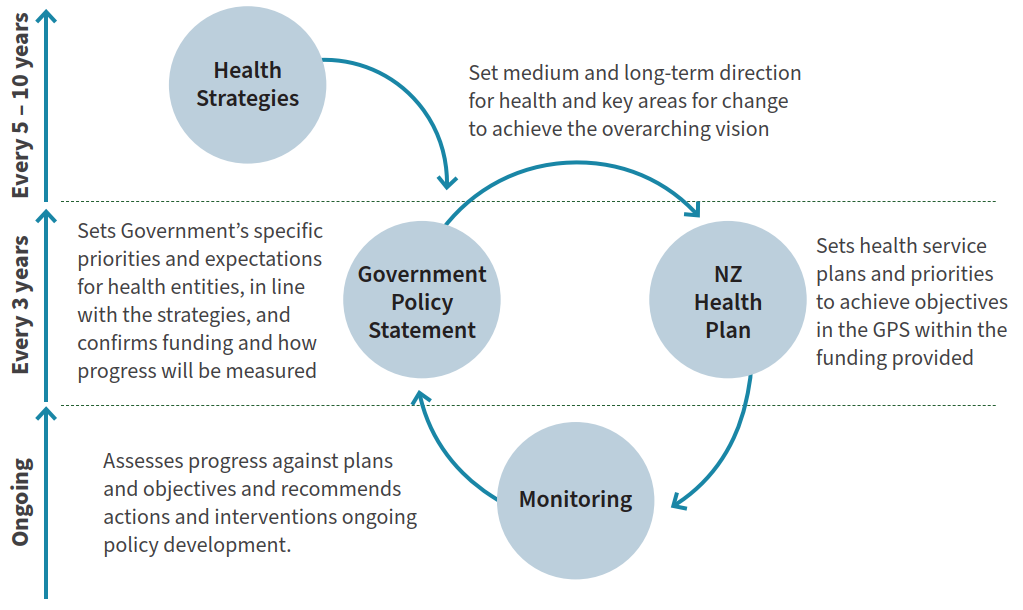 Every 5 – 10 years
Health
Strategies
Set medium and long-term direction
for health and key areas for change
to achieve the overarching vision
Every 3 years
Sets Government’s specific
priorities and expectations
for health entities, in line
with the strategies, and
confirms funding and how
progress will be measured
Government
Policy
Statement
NZ
Health
Plan
Sets health service
plans and priorities
to achieve objectives
in the GPS within the
funding provided
Ongoing
Assesses progress against plans
and objectives and recommends
actions and interventions ongoing
policy development.
Monitoring